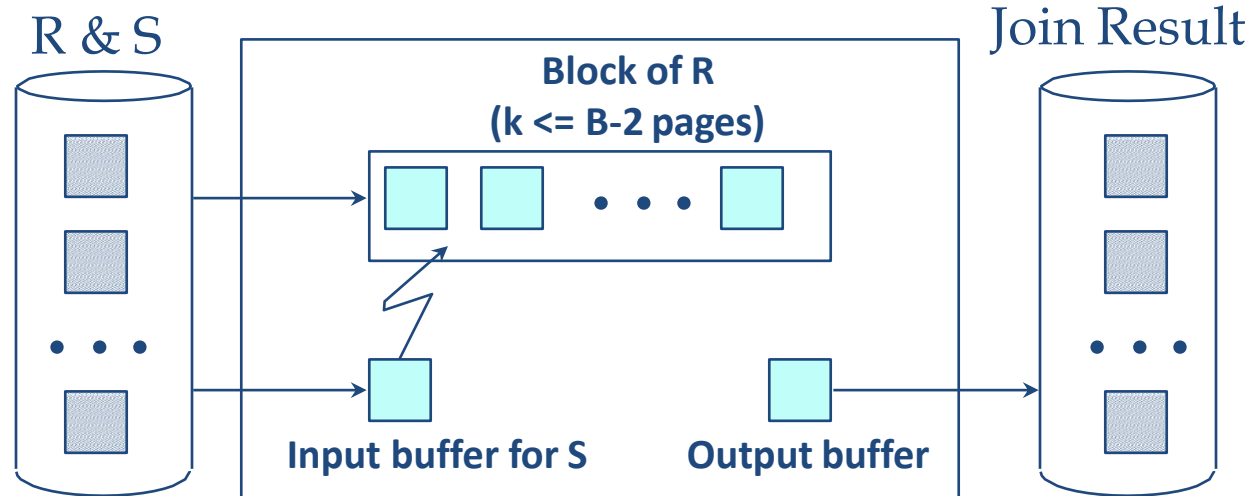 R & S
Join Result
Block of R
(k <= B-2 pages)
Input buffer for S
Output buffer